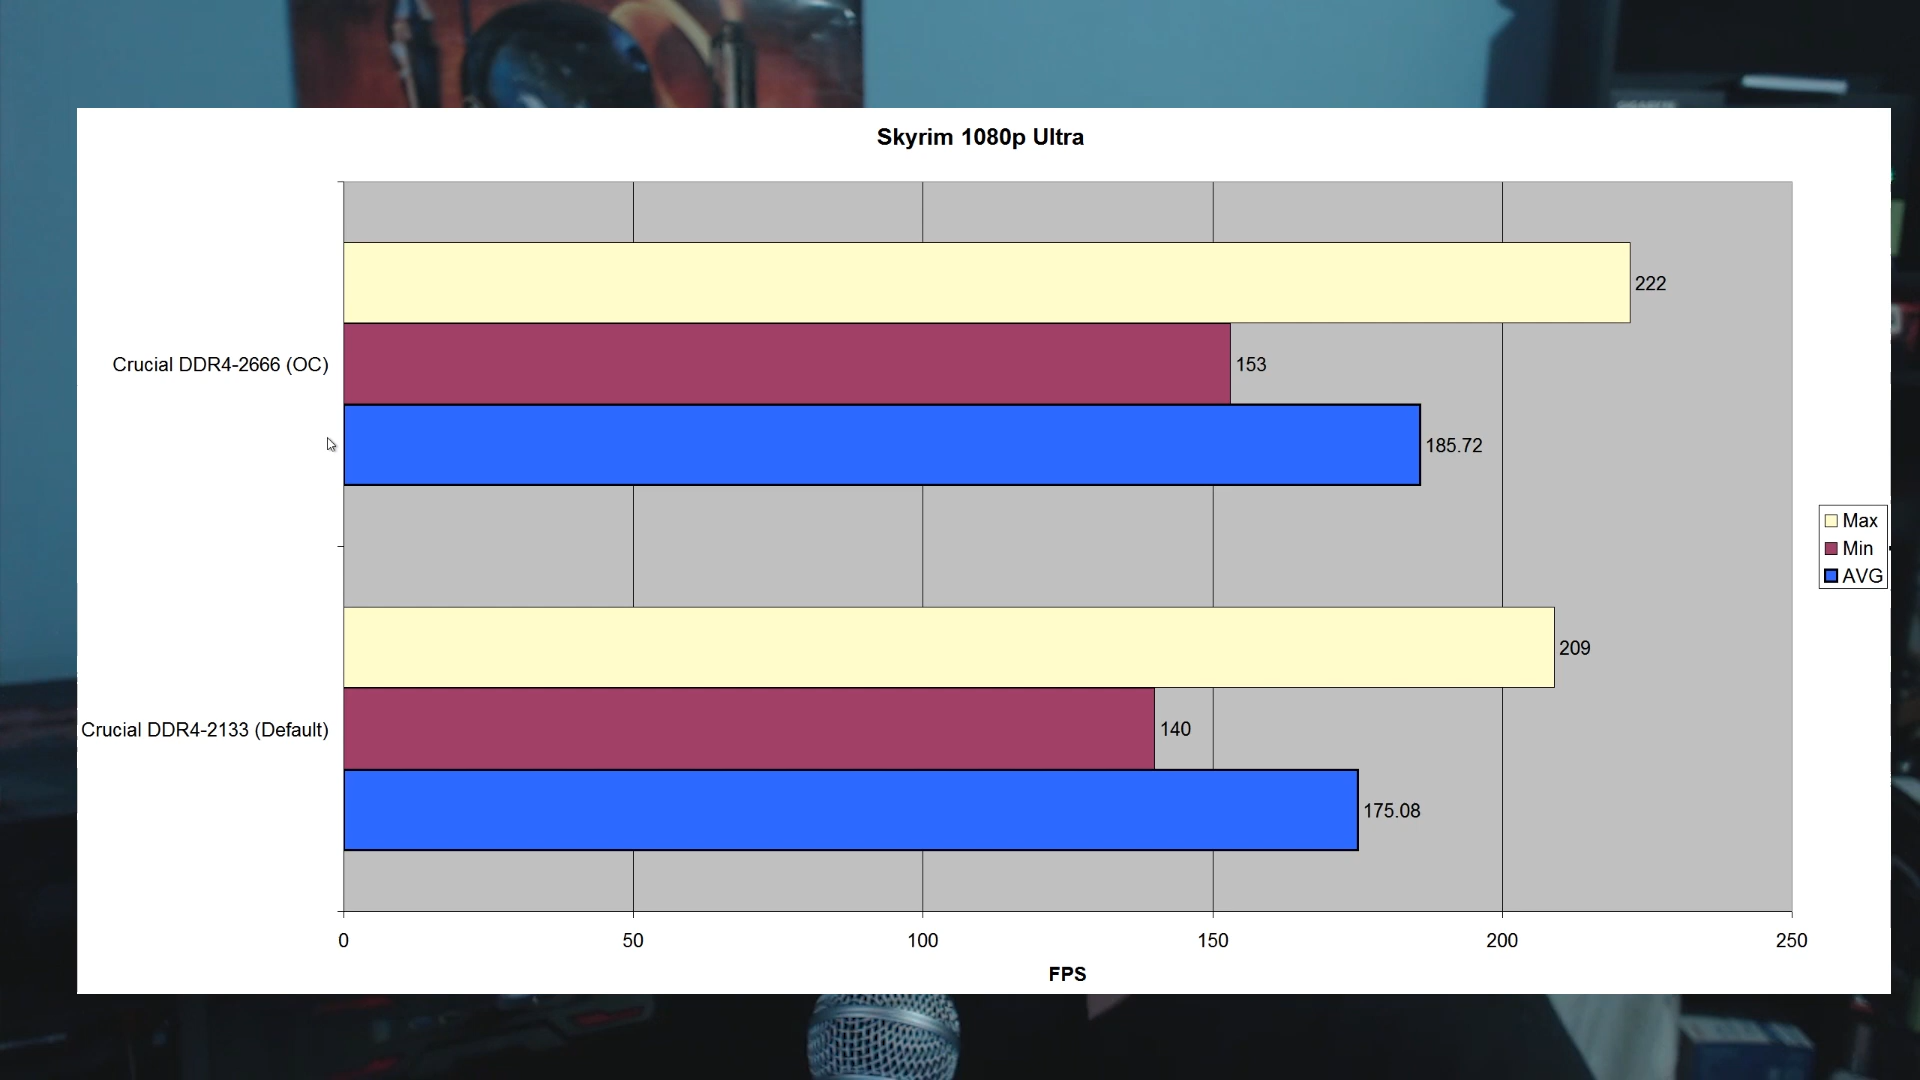 Skyrim 1080p Ultra
222
Crucial DDR4-2666 (OC)
153
185.72
Max
Min
AVG
209
Crucial DDR4-2133 (Default)
140
175.08
0 50 100 150 200 250
FPS